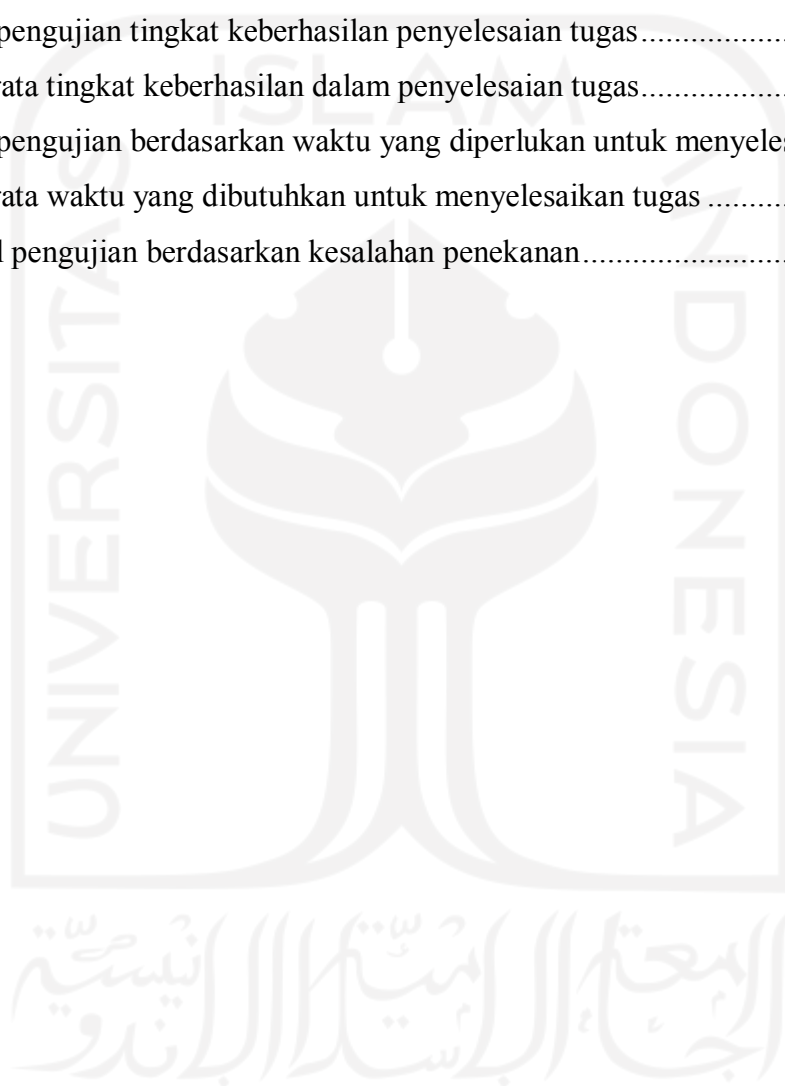 pengujian tingkat keberhasilan penyelesaian tugas....................
rata tingkat keberhasilan dalam penyelesaian tugas..................
pengujian berdasarkan waktu yang diperlukan untuk menyeles
rata waktu yang dibutuhkan untuk menyelesaikan tugas ..........
l pengujian berdasarkan kesalahan penekanan.........................
ISLAM
UNIVERSITAS
INDONESIA